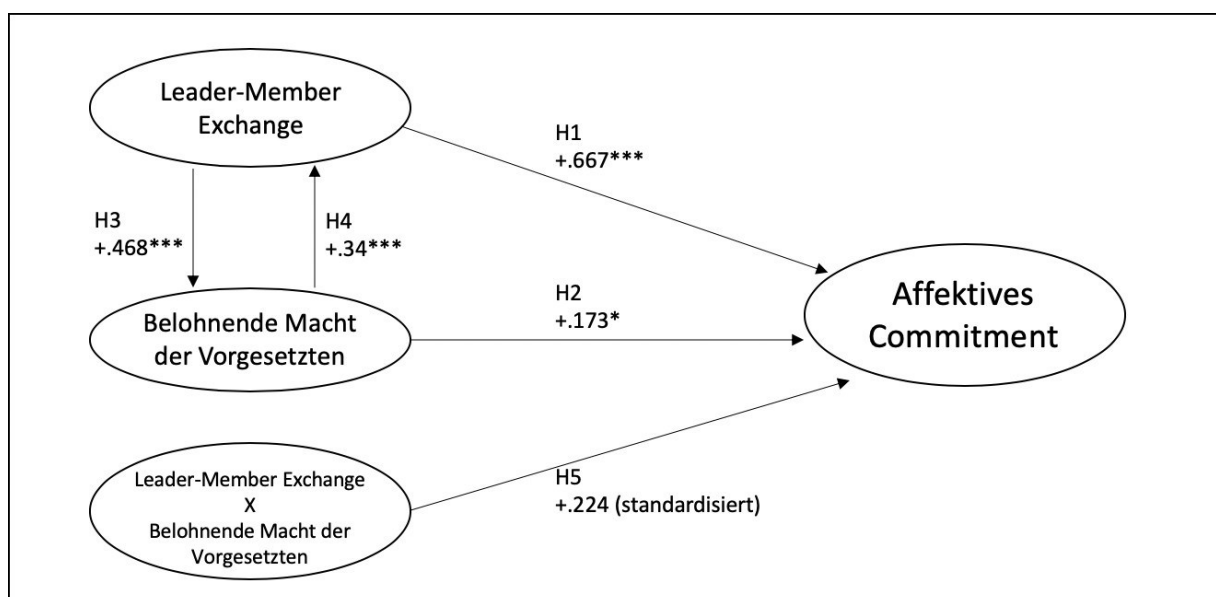 Leader-Member
Exchange
H1
+.667***
H3
+.468***
H4
+.34***
Belohnende Macht
der Vorgesetzten
H2
+.173*
Affektives
Commitment
Leader-Member Exchange
X
Belohnende Macht der
Vorgesetzten
H5
+.224 (standardisiert)